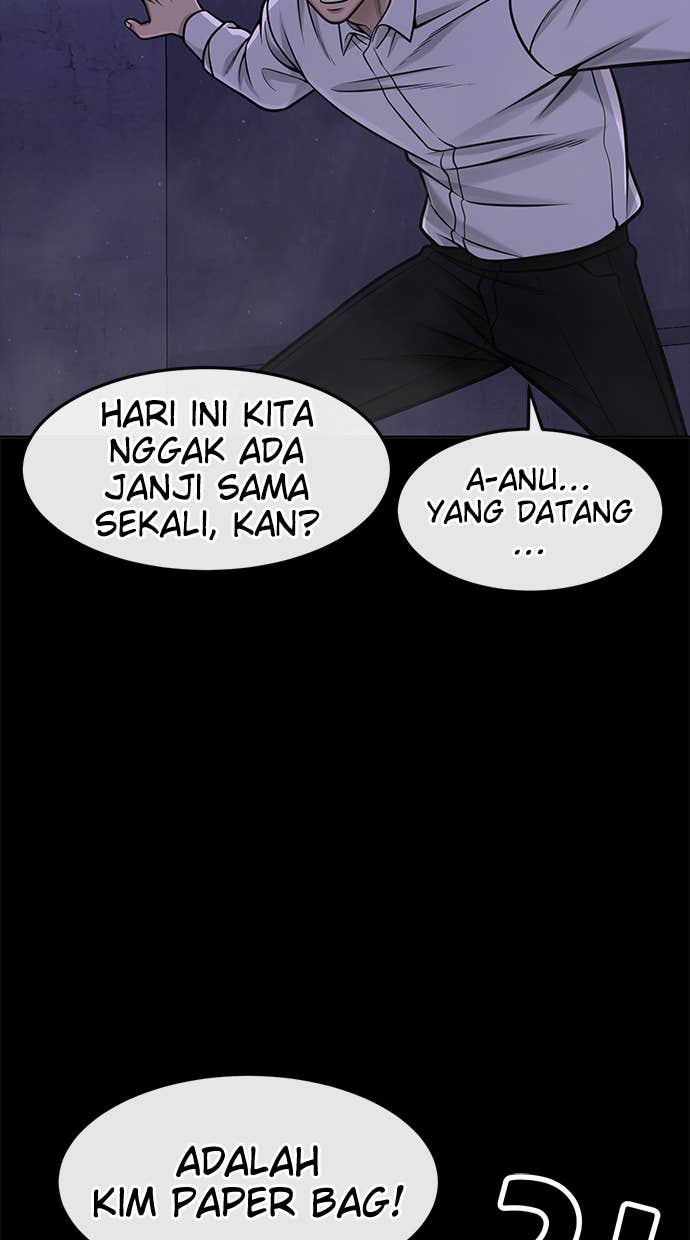 HARI INI KITA
NGGAK ADA
JANJI SAMA
SEKALI, KAN?
A-ANU...
YANG DATANG
...
ADALAH
KIM PAPER BAG!